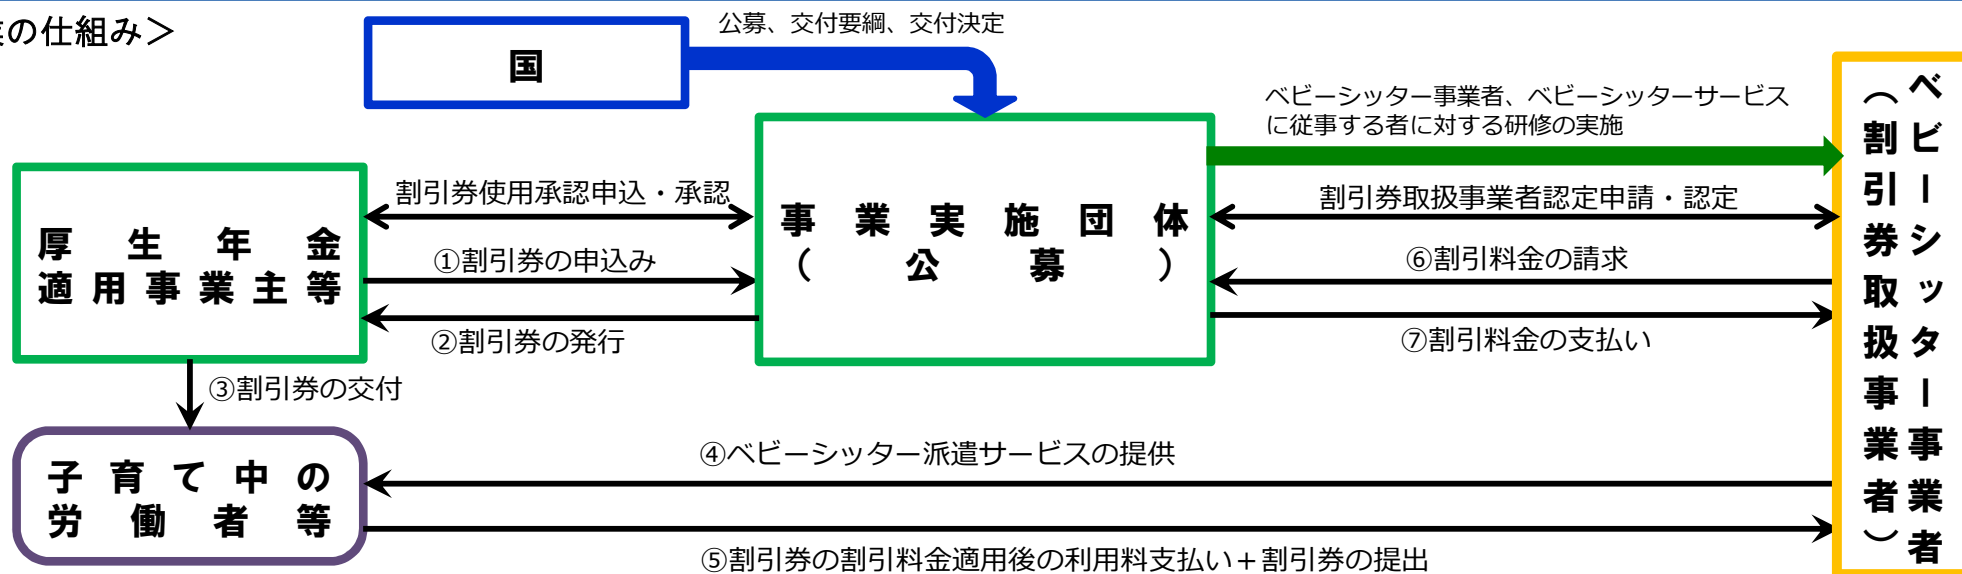 の仕組み＞
国
公募、交付要綱、交付決定
ベビーシッター事業者、ベビーシッターサービス
に従事する者に対する研修の実施
厚生年金
適用事業主等
割引券使用承認申込・承認
①割引券の申込み
②割引券の発行
事業実施団体
（公募）
割引券取扱事業者認定申請・認定
⑥割引料金の請求
⑦割引料金の支払い
ベビーシッター事業者
（割引券取扱事業者）
③割引券の交付
子育て中の
労働者等
④ベビーシッター派遣サービスの提供
⑤割引券の割引料金適用後の利用料支払い＋割引券の提出